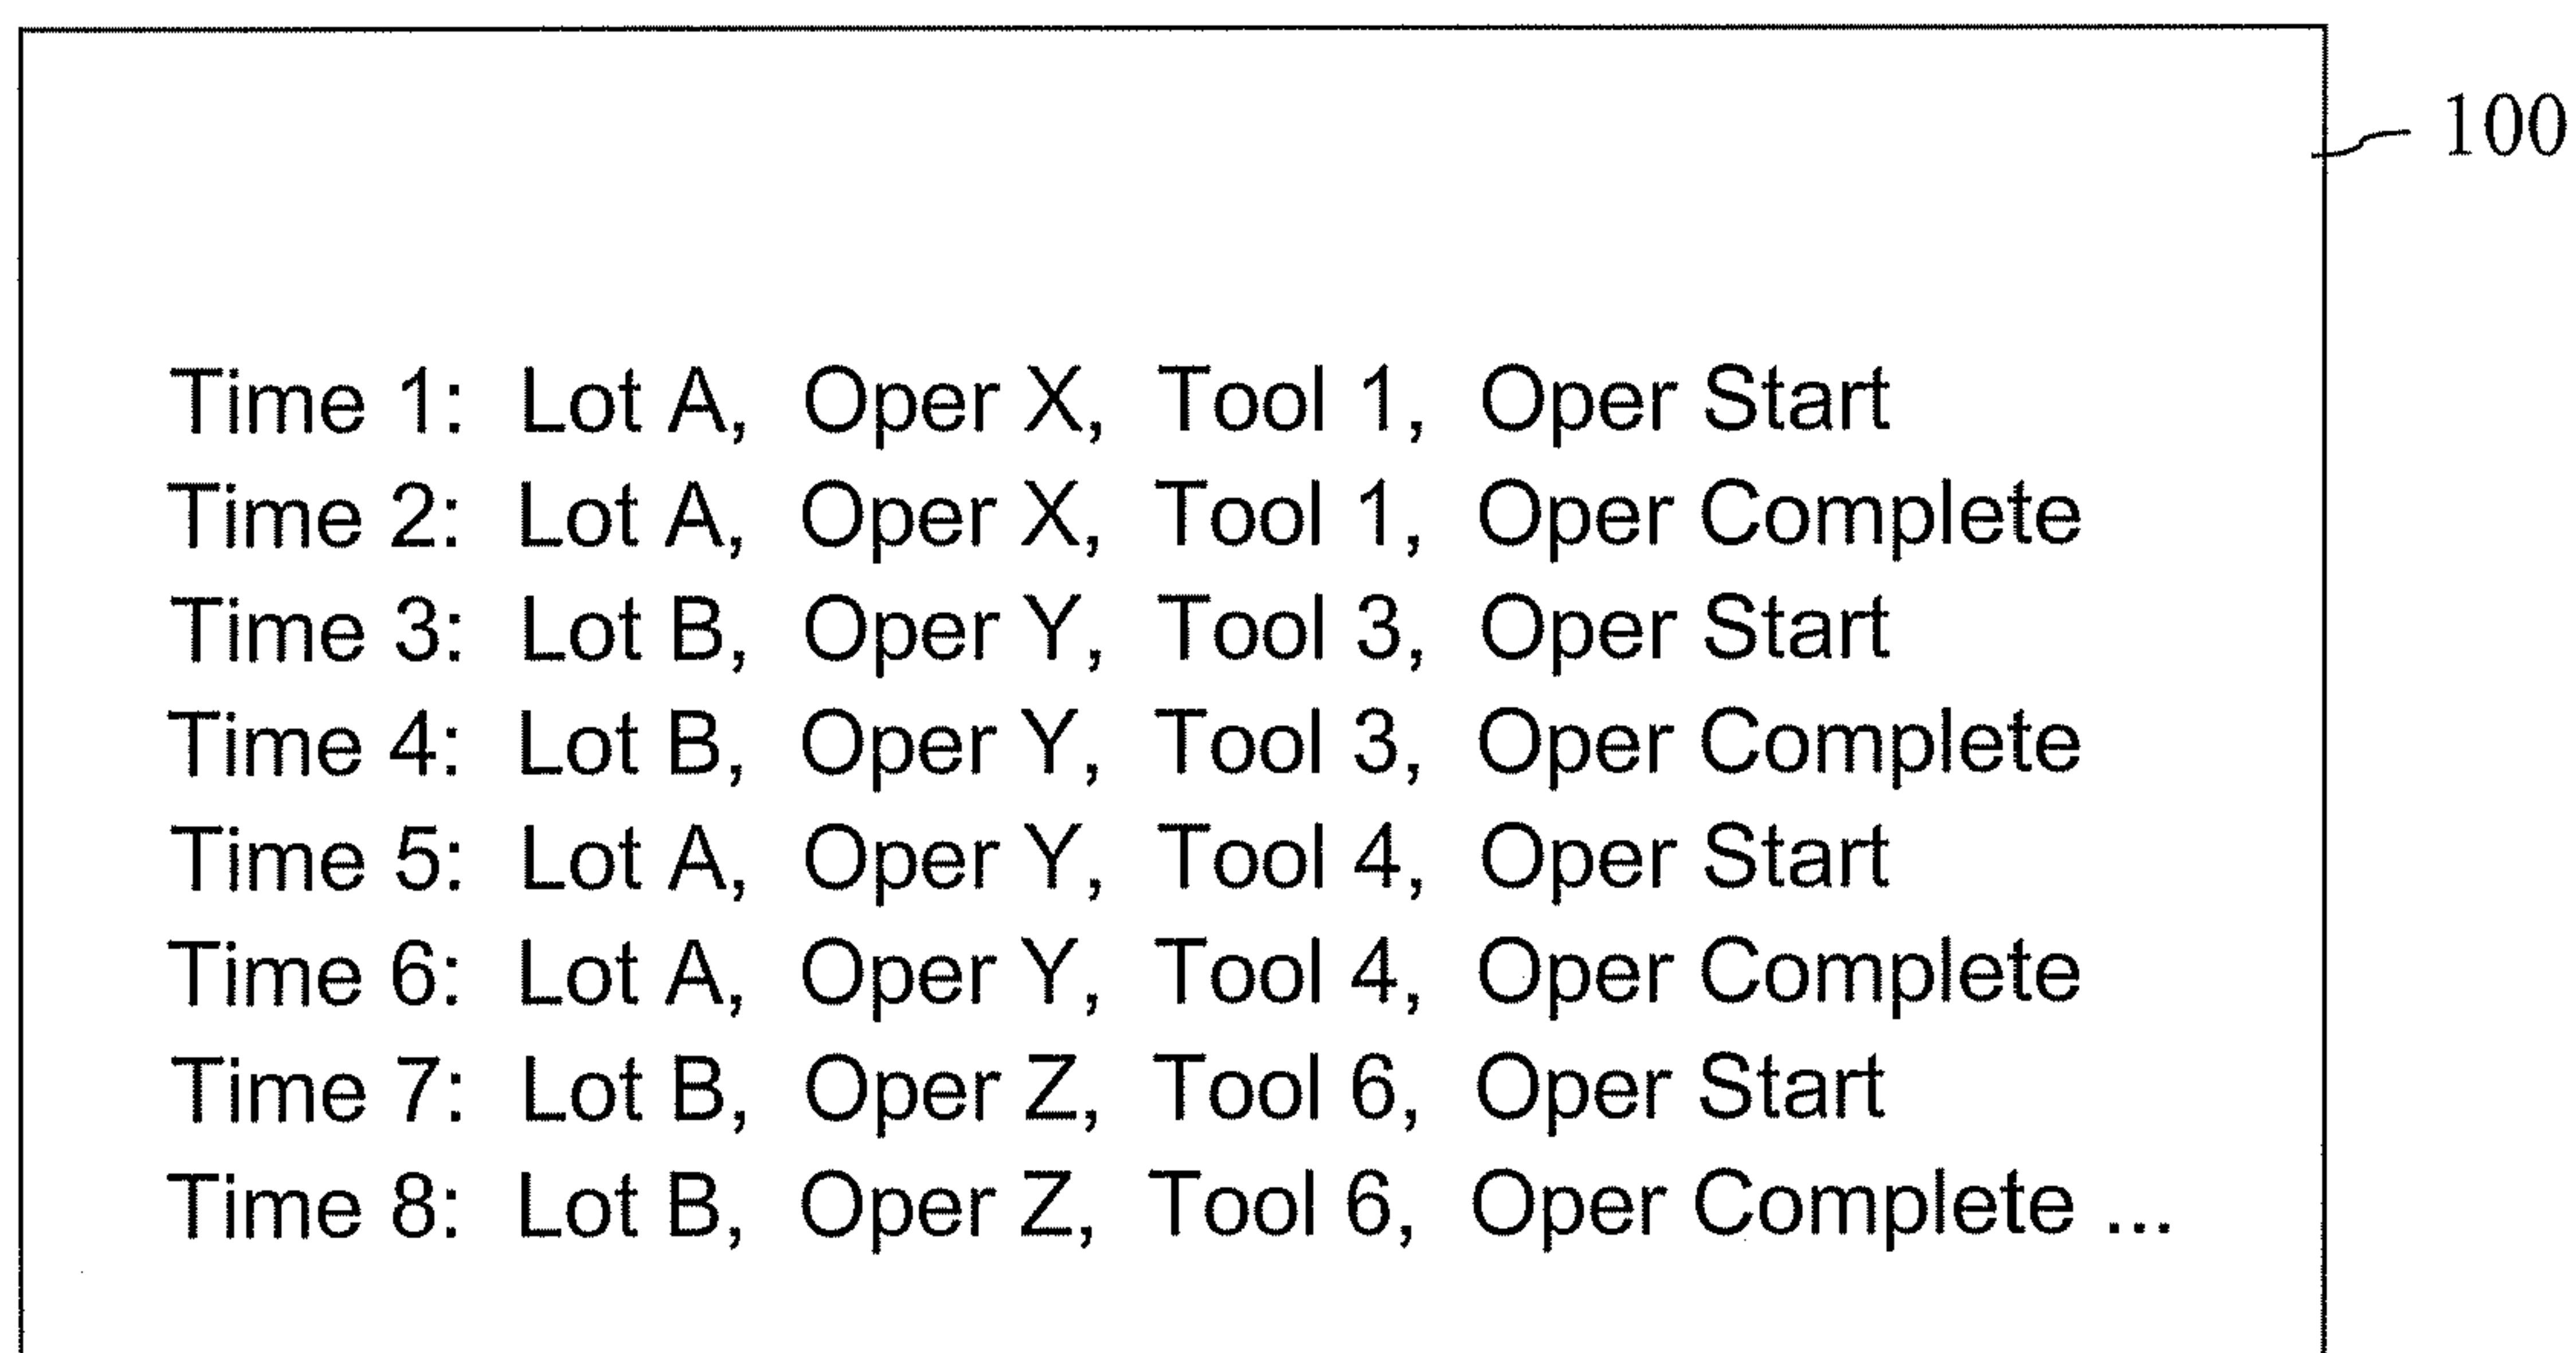 100
Time 1: Lot A, Oper X, Tool 1, Oper Start
Time 2: Lot A, Oper X, Tool 1, Oper Complete
Time 3: Lot B, Oper Y, Tool 3, Oper Start
Time 4: Lot B, Oper Y, Tool 3, Oper Complete
Time 5: Lot A, Oper Y, Tool 4, Oper Start
Time 6: Lot A, Oper Y, Tool 4, Oper Complete
Time 7: Lot B, Oper Z, Tool 6, Oper Start
Time 8: Lot B, Oper Z, Tool 6, Oper Complete ...